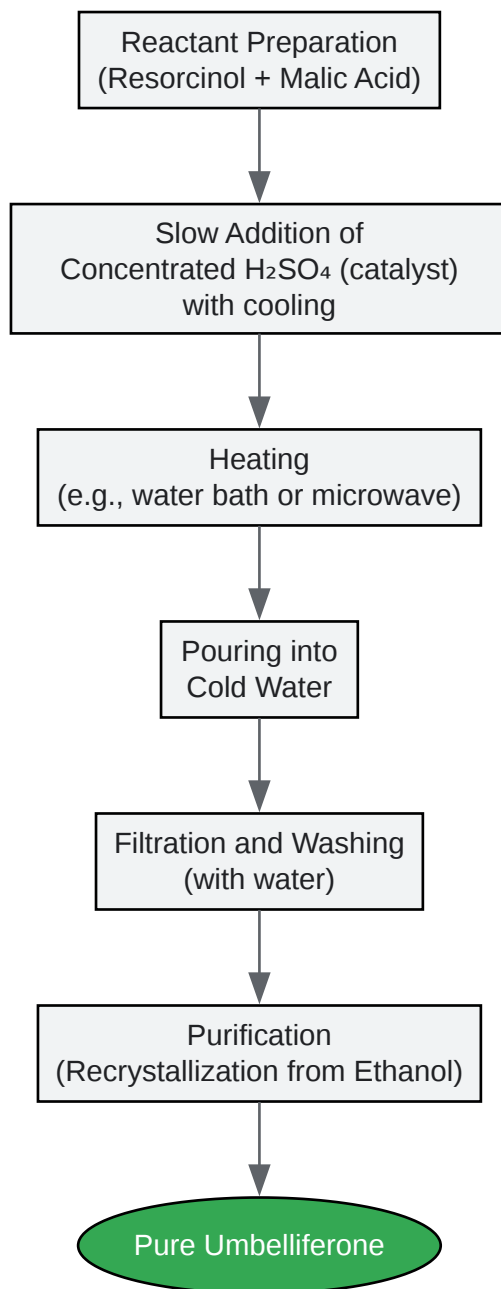 Reactant Preparation
(Resorcinol + Malic Acid)
Slow Addition of
Concentrated H₂SO₄ (catalyst)
with cooling
Heating
(e.g., water bath or microwave)
Pouring into
Cold Water
Filtration and Washing
(with water)
Purification
(Recrystallization from Ethanol)
Pure Umbelliferone